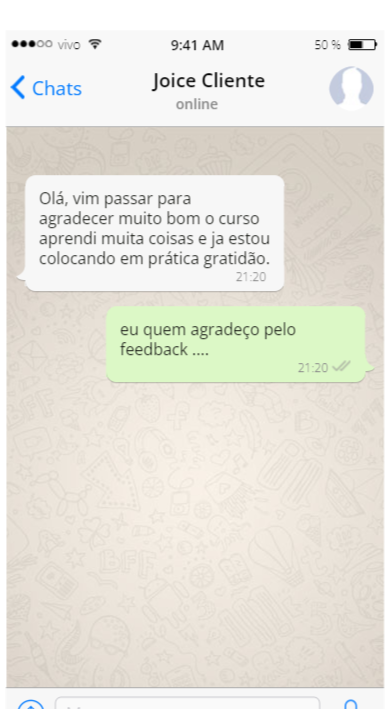 vivo 9:41 AM 50 %
Chats Joice Cliente
online
Olá, vim passar para
agradecer muito bom o curso
aprendi muita coisas e ja estou
colocando em prática gratidão.
21:20
eu quem agradeço pelo
feedback ....
21:20
BFF